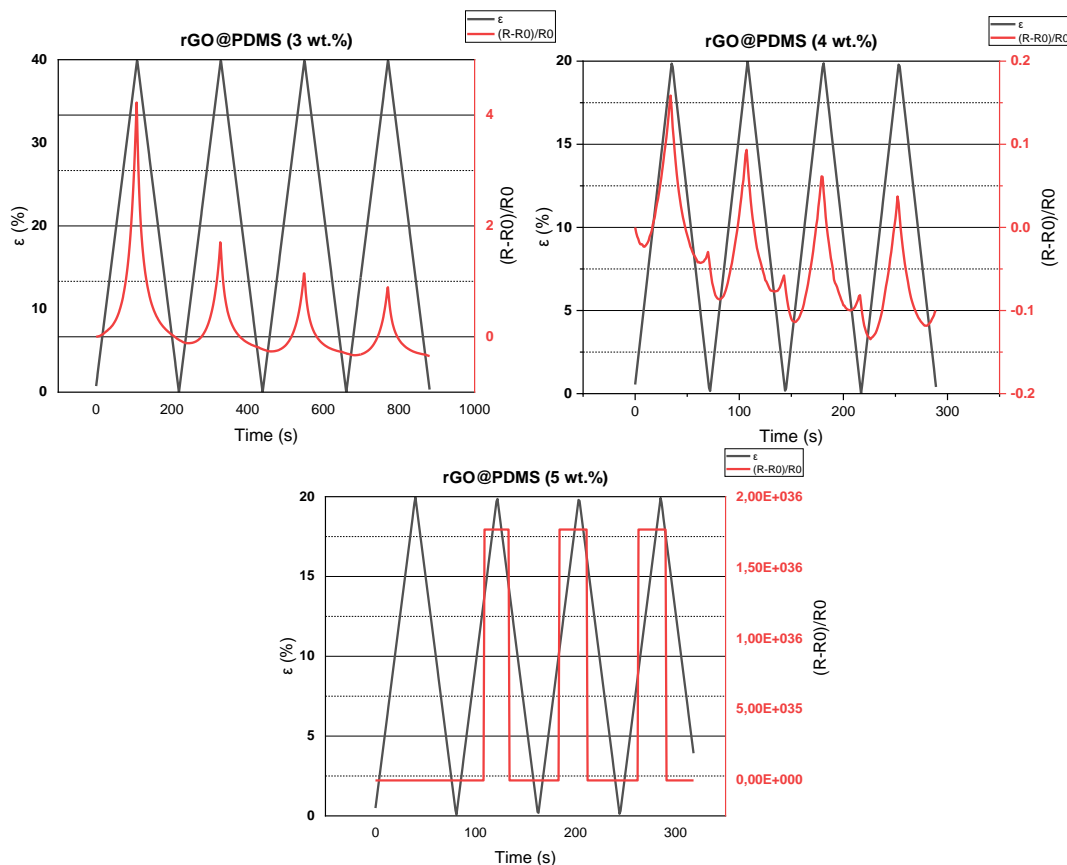 rGO@PDMS (3 wt.%)
ε
(R-R0)/R0
40
30
20
10
0
ε (%)
4
2
0
(R-R0)/R0
0 200 400 600 800 1000
Time (s)
rGO@PDMS (4 wt.%)
ε
(R-R0)/R0
20
15
10
5
0
ε (%)
0.2
0.1
0.0
-0.1
-0.2
(R-R0)/R0
0 100 200 300
Time (s)
rGO@PDMS (5 wt.%)
ε
(R-R0)/R0
20
15
10
5
0
ε (%)
2,00E+036
1,50E+036
1,00E+036
5,00E+035
0,00E+000
(R-R0)/R0
0 100 200 300
Time (s)